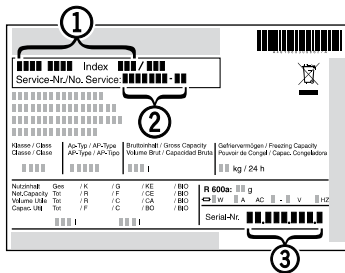 1
Index /
Service-Nr./No. Service: -
2
Klasse / Class
Classe / Clase
Ap-Typ / AP-Type
AP-Type / AP-Tipo
Bruttoinhalt / Gross Capacity
Volume Brut / Capacidad Bruta
Gefriervermögen / Freezing Capacity
Pouvoir de Congel / Capac. Congeladora
l
kg / 24 h
Nutzinhalt Ges / K / G / KE / BIO
Net.Capacity Tot / R / F / CE / BIO
Volume Utile Tot / R / C / CA / BIO
Capac. Util Tot / F / C / BO / BIO
l l
R 600a: g
W A AC - V HZ
Serial-Nr. . . .
3